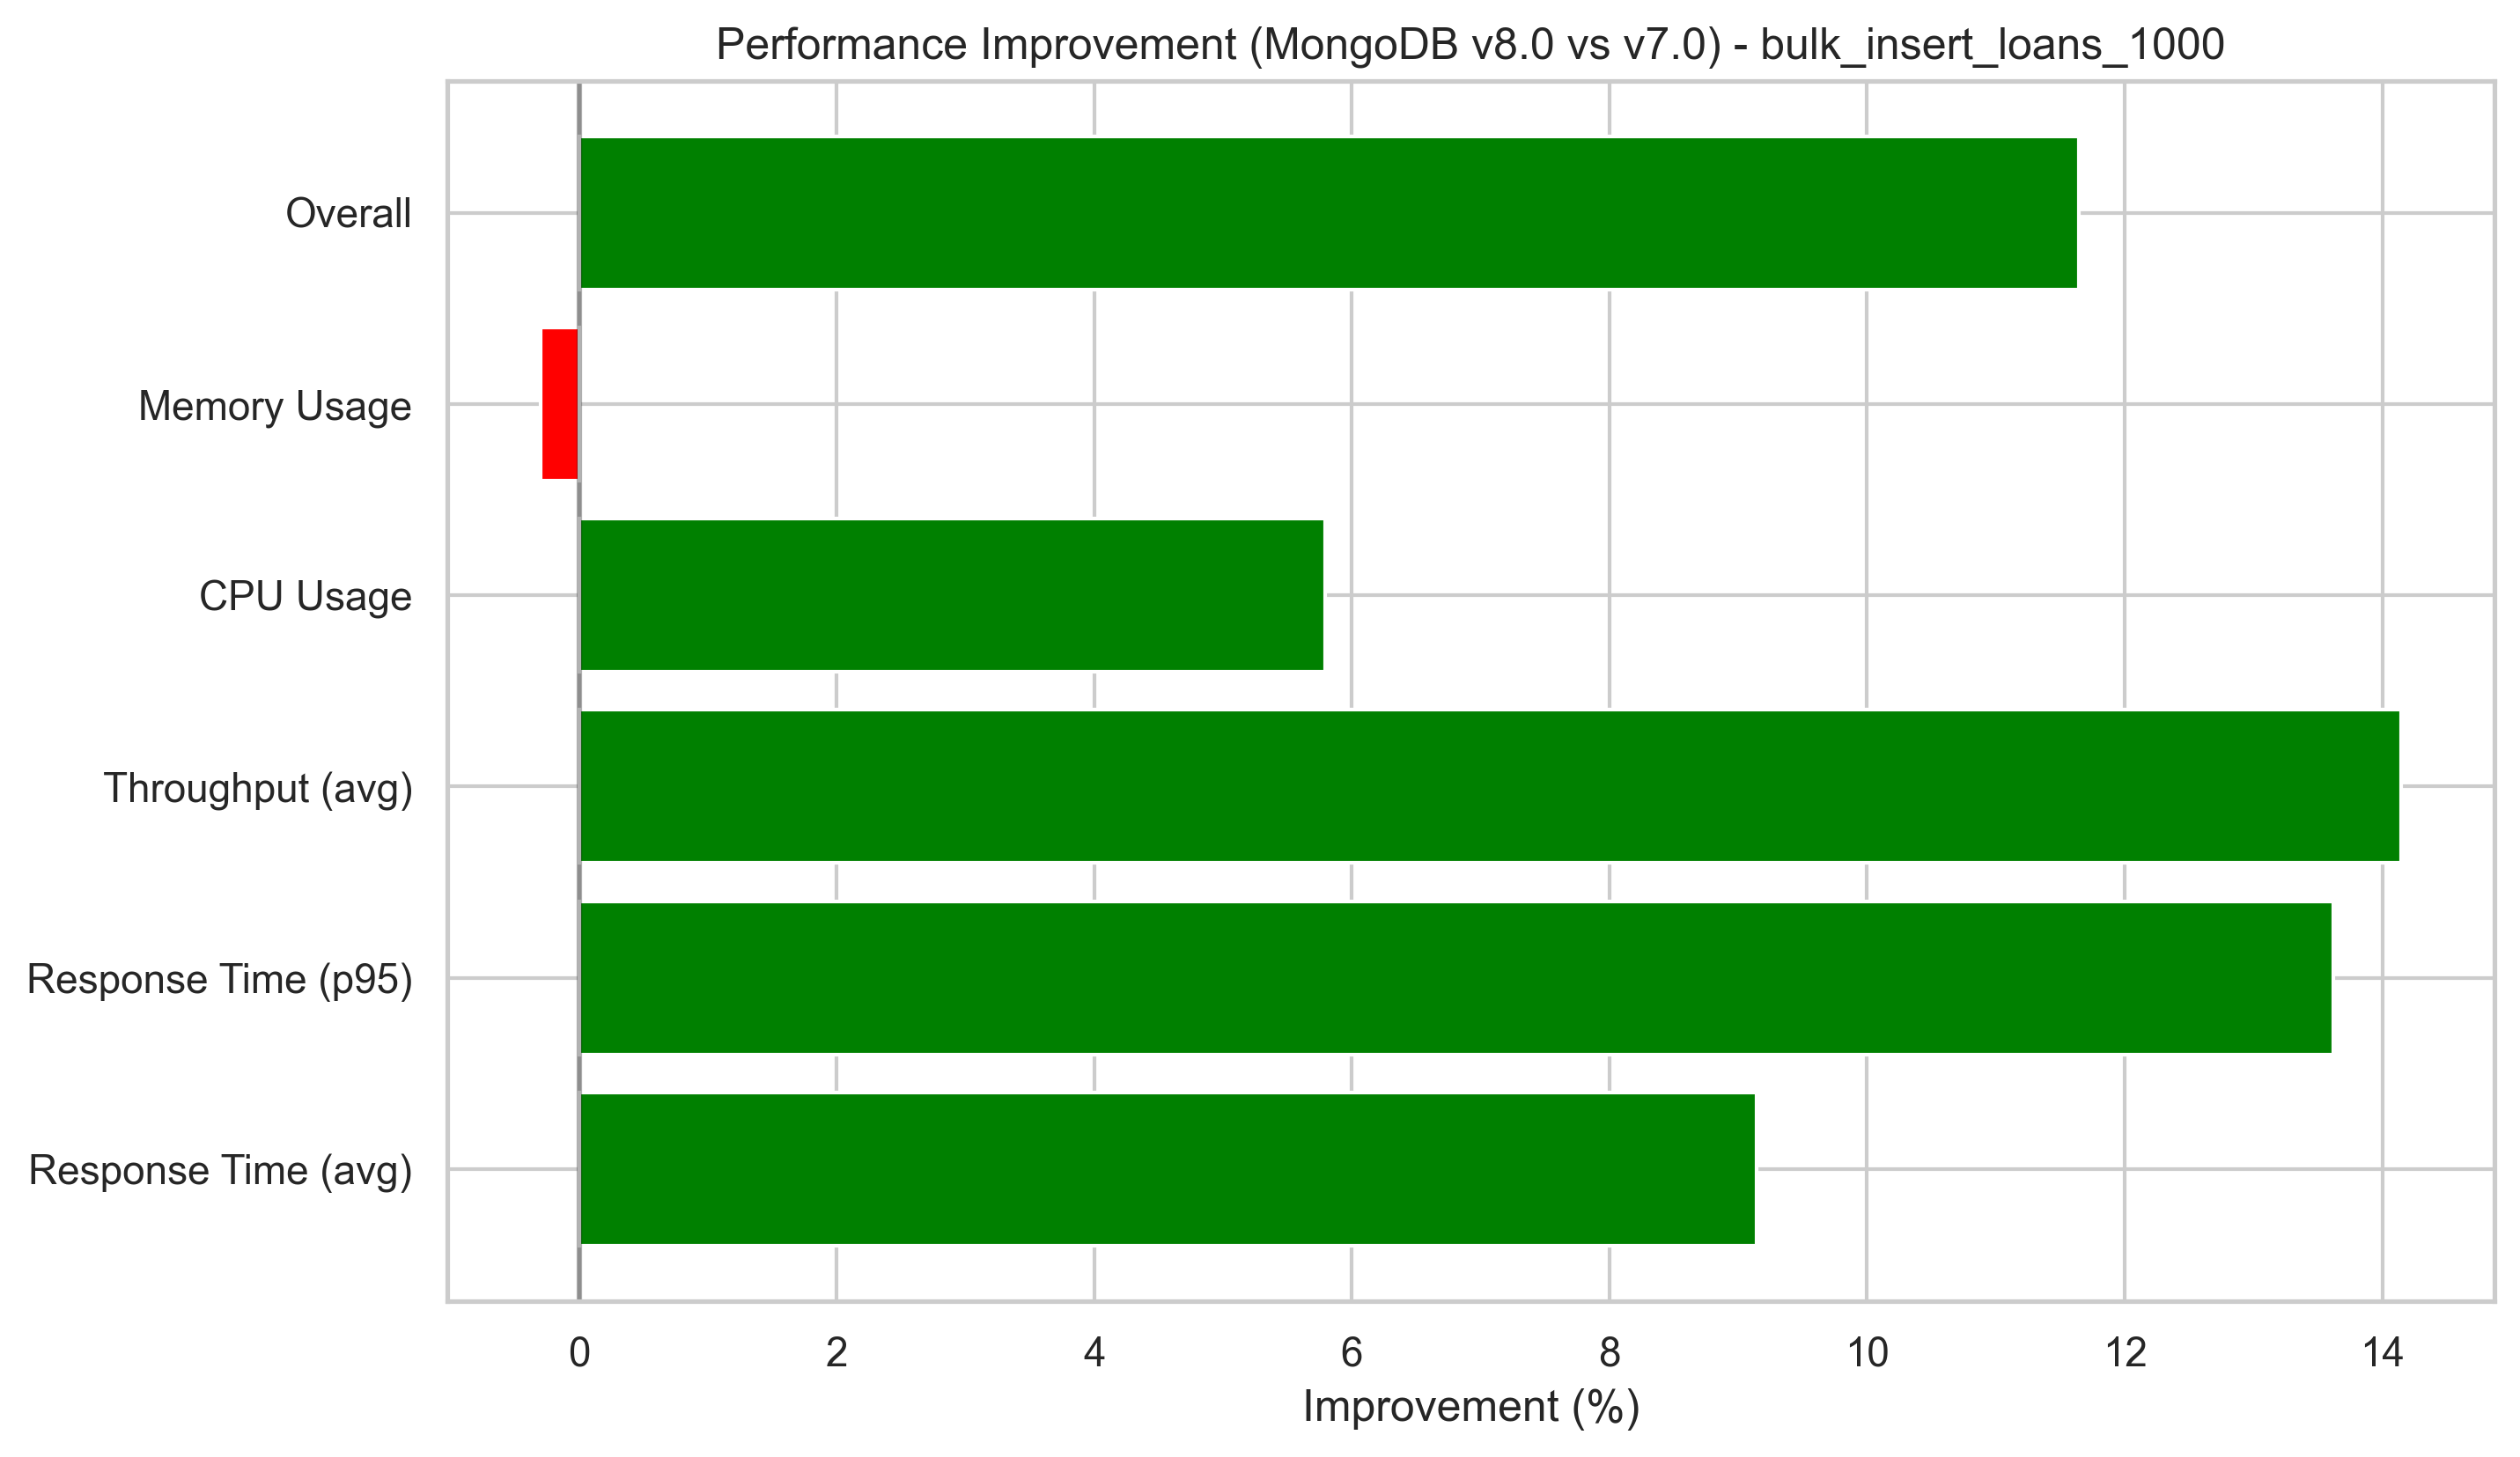 Performance Improvement (MongoDB v8.0 vs v7.0) - bulk_insert_loans_1000
Overall
Memory Usage
CPU Usage
Throughput (avg)
Response Time (p95)
Response Time (avg)
0 2 4 6 8 10 12 14
Improvement (%)